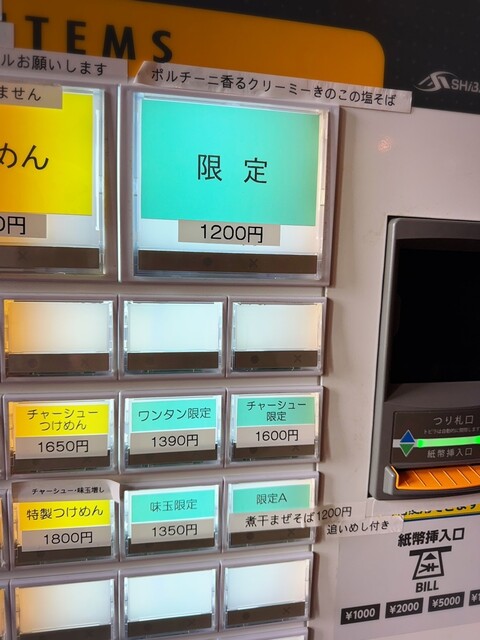 ITEMS
ルお願いします
ポルチーニ香るクリーミーきのこの塩そば
ません
めん
0円
限定
1200円
チャーシュー
つけめん
1650円
ワンタン限定
1390円
チャーシュー
限定
1600円
チャーシュー・味玉増し
特製つけめん
1800円
味玉限定
1350円
限定A
煮干まぜそば1200円
追いめし付き
つり札口
紙幣挿入口
紙幣挿入口
BILL
¥1000
¥2000
¥5000